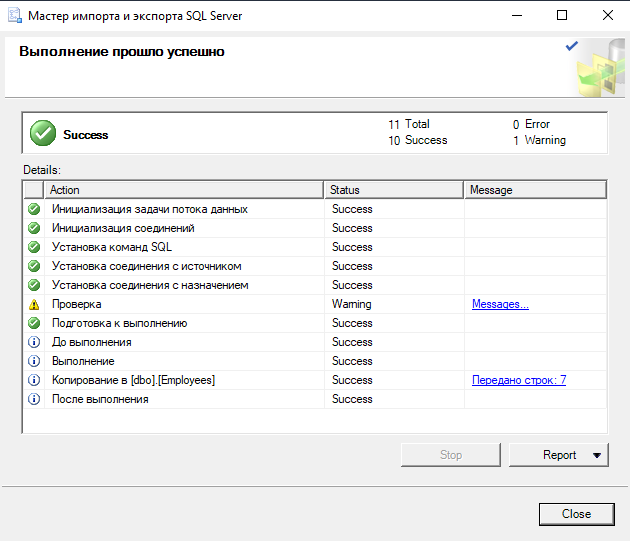 Мастер импорта и экспорта SQL Server
Выполнение прошло успешно
Success
11 Total 0 Error
10 Success 1 Warning
Details:
Action Status Message
Инициализация задачи потока данных Success
Инициализация соединений Success
Установка команд SQL Success
Установка соединения с источником Success
Установка соединения с назначением Success
Проверка Warning Messages...
Подготовка к выполнению Success
До выполнения Success
Выполнение Success
Копирование в [dbo].[Employees] Success Передано строк: 7
После выполнения Success
Stop Report
Close